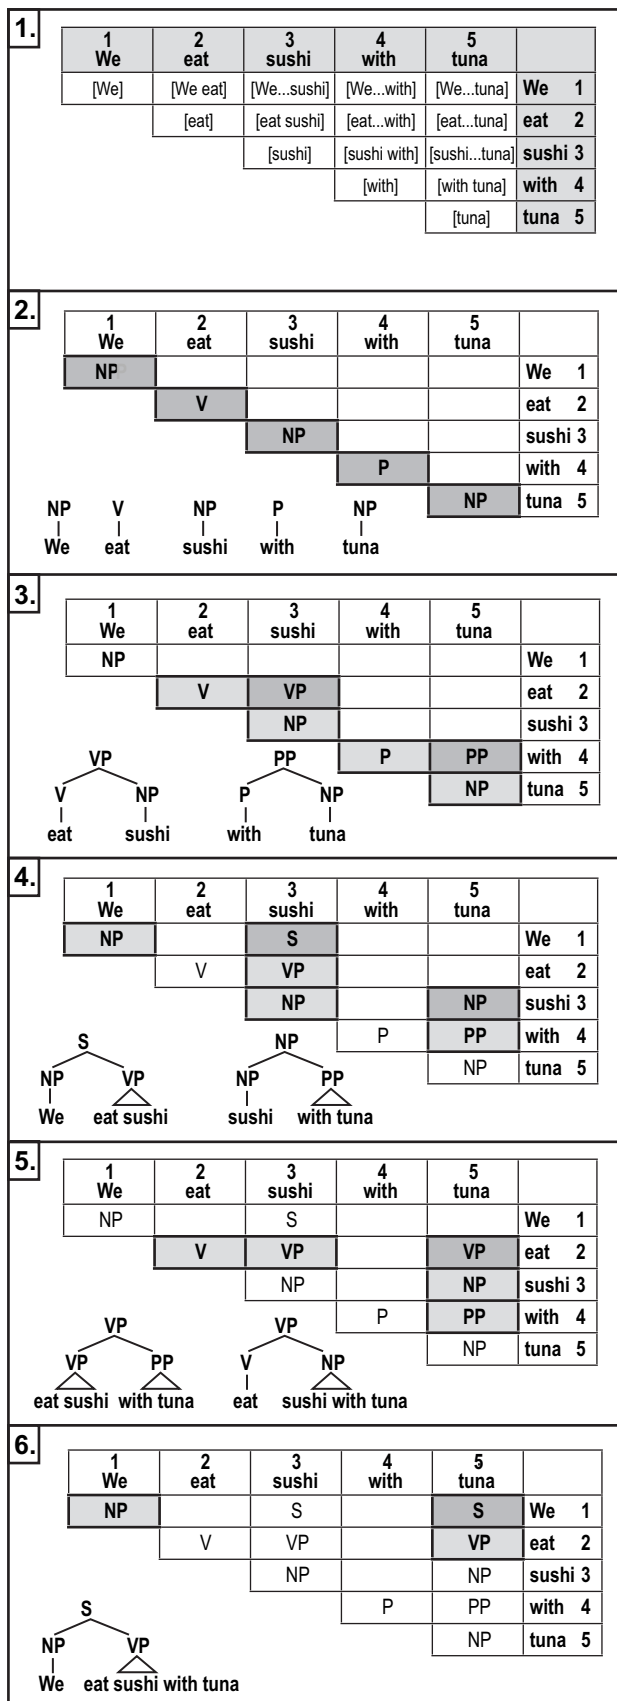 1.
1 2 3 4 5
We eat sushi with tuna
[We] [We eat] [We...sushi] [We...with] [We...tuna] We 1
[eat] [eat sushi] [eat...with] [eat...tuna] eat 2
[sushi] [sushi with] [sushi...tuna] sushi 3
[with] [with tuna] with 4
[tuna] tuna 5
2.
1 2 3 4 5
We eat sushi with tuna
NP We 1
V eat 2
NP sushi 3
P with 4
NP tuna 5
NP V NP P NP
We eat sushi with tuna
3.
1 2 3 4 5
We eat sushi with tuna
NP We 1
V VP eat 2
NP sushi 3
P PP with 4
NP tuna 5
VP PP
V NP P NP
eat sushi with tuna
4.
1 2 3 4 5
We eat sushi with tuna
NP S We 1
V VP eat 2
NP NP sushi 3
P PP with 4
NP tuna 5
S NP
NP VP NP PP
We eat sushi sushi with tuna
5.
1 2 3 4 5
We eat sushi with tuna
NP S We 1
V VP VP eat 2
NP NP sushi 3
P PP with 4
NP tuna 5
VP VP
VP PP V NP
eat sushi with tuna eat sushi with tuna
6.
1 2 3 4 5
We eat sushi with tuna
NP S S We 1
V VP VP eat 2
NP NP sushi 3
P PP with 4
NP tuna 5
S
NP VP
We eat sushi with tuna